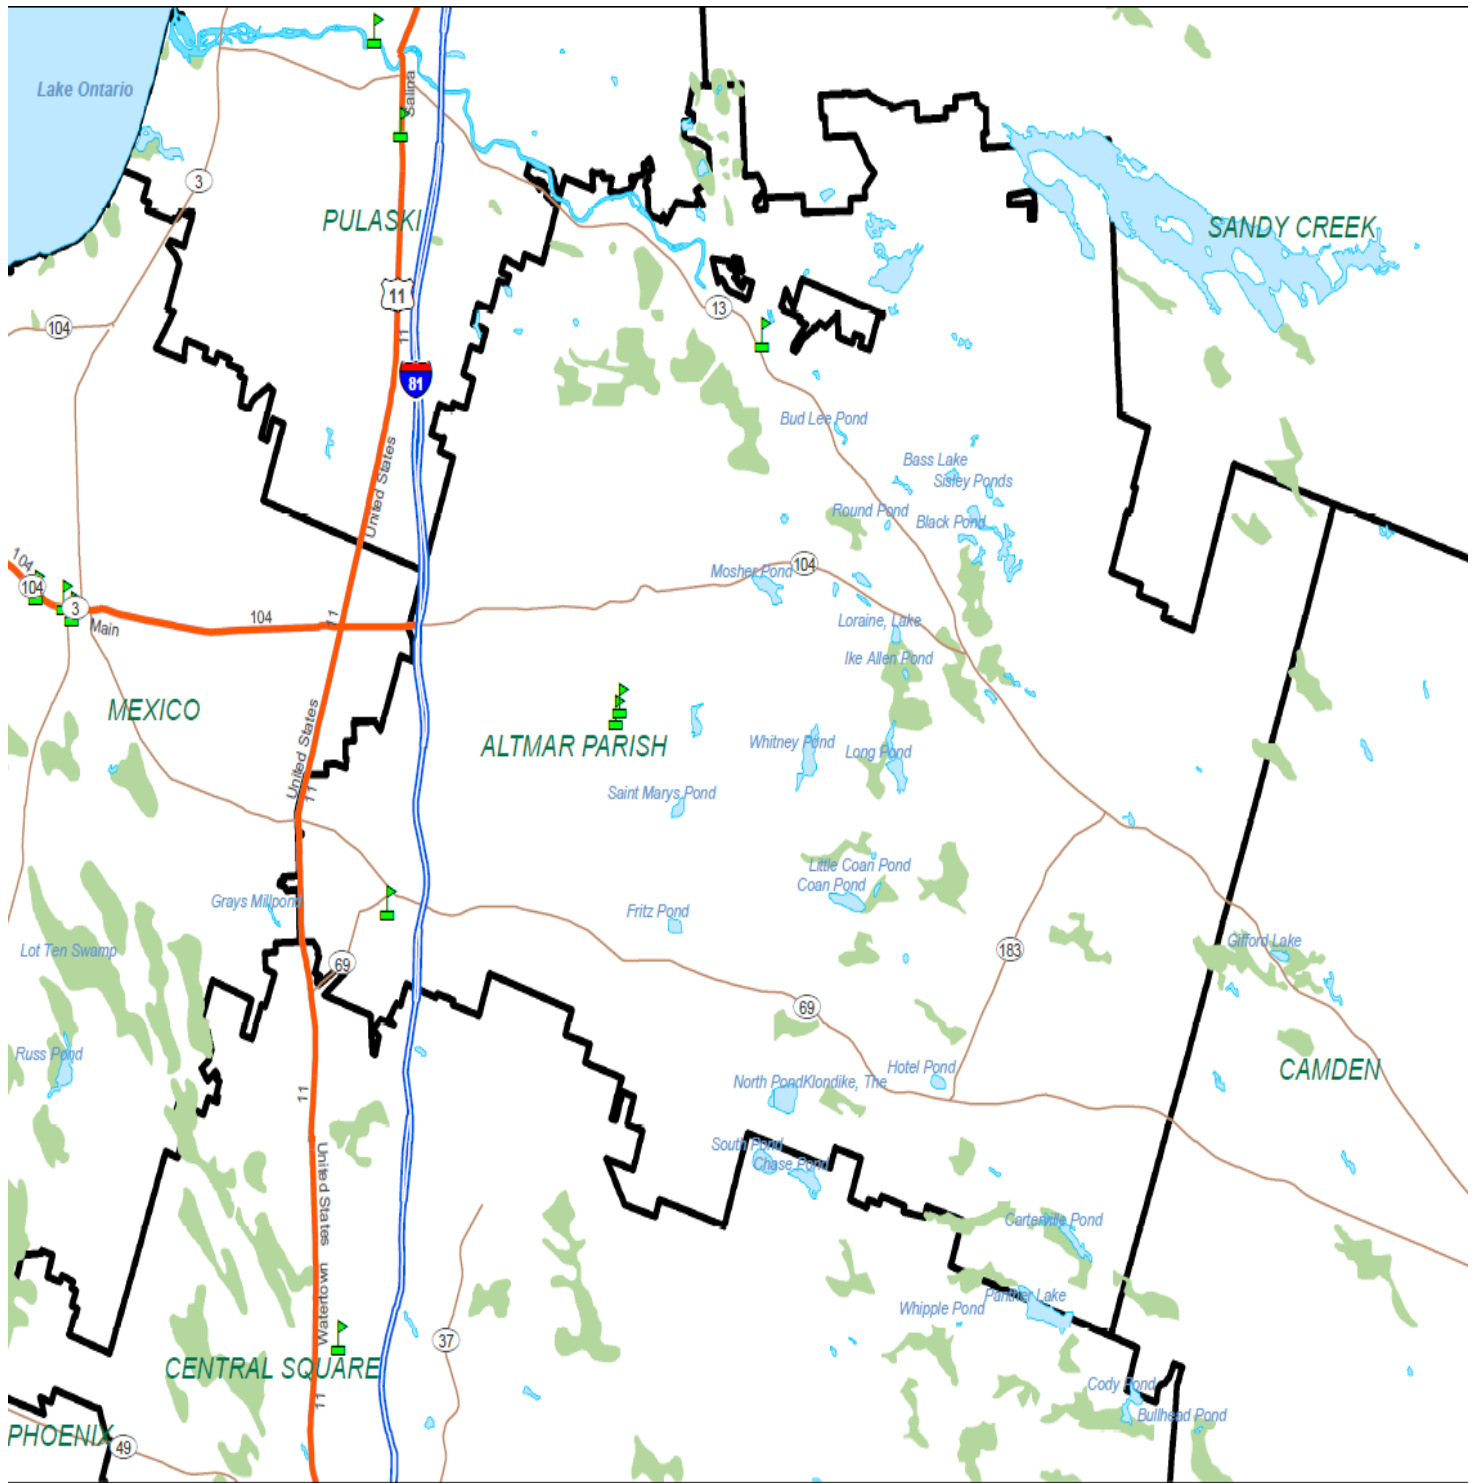 Lake Ontario
Salina
3
PULASKI
SANDY CREEK
11
13
104
11
81
Bud Lee Pond
United States
Bass Lake
Sisley Ponds
Round Pond
Black Pond
104
104
Mosher Pond
104
3
Main
104
11
Loraine, Lake
Ike Allen Pond
MEXICO
United States
ALTMAR PARISH
Whitney Pond
Long Pond
11
Saint Marys Pond
Little Coan Pond
Coan Pond
Grays Millpond
Fritz Pond
Lot Ten Swamp
69
183
Gifford Lake
69
Russ Pond
Hotel Pond
CAMDEN
North Pond
Klondike, The
11
South Pond
Chase Pond
United States
Carterville Pond
Watertown
Panther Lake
Whipple Pond
37
CENTRAL SQUARE
Cody Pond
11
Bullhead Pond
PHOENIX
49